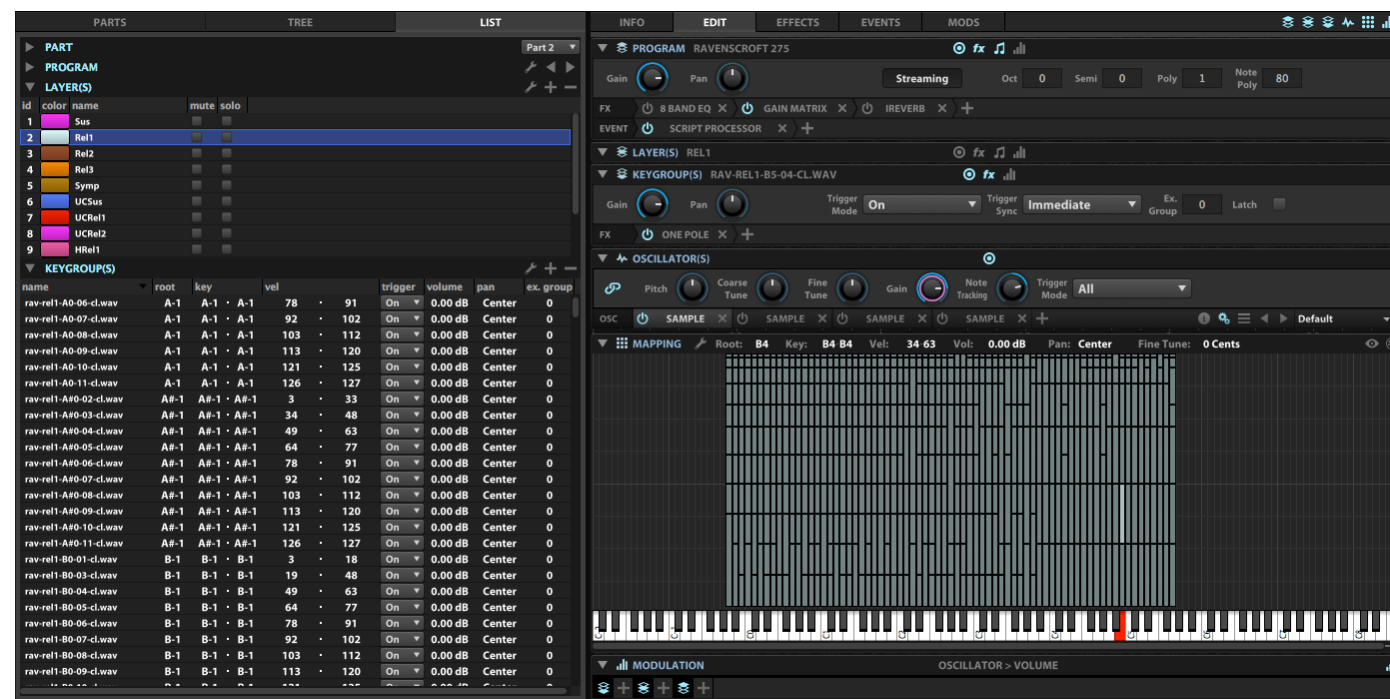 PARTS TREE LIST
PART Part 2
PROGRAM
LAYER(S)
id color name mute solo
1 Sus
2 Rel1
3 Rel2
4 Rel3
5 Symp
6 UCSus
7 UCRel1
8 UCRel2
9 HRel1
KEYGROUP(S)
name root key vel trigger volume pan ex. group
rav-rel1-A0-06-cl.wav A-1 A-1 · A-1 78 · 91 On 0.00 dB Center 0
rav-rel1-A0-07-cl.wav A-1 A-1 · A-1 92 · 102 On 0.00 dB Center 0
rav-rel1-A0-08-cl.wav A-1 A-1 · A-1 103 · 112 On 0.00 dB Center 0
rav-rel1-A0-09-cl.wav A-1 A-1 · A-1 113 · 120 On 0.00 dB Center 0
rav-rel1-A0-10-cl.wav A-1 A-1 · A-1 121 · 125 On 0.00 dB Center 0
rav-rel1-A0-11-cl.wav A-1 A-1 · A-1 126 · 127 On 0.00 dB Center 0
rav-rel1-A#0-02-cl.wav A#-1 A#-1 · A#-1 3 · 33 On 0.00 dB Center 0
rav-rel1-A#0-03-cl.wav A#-1 A#-1 · A#-1 34 · 48 On 0.00 dB Center 0
rav-rel1-A#0-04-cl.wav A#-1 A#-1 · A#-1 49 · 63 On 0.00 dB Center 0
rav-rel1-A#0-05-cl.wav A#-1 A#-1 · A#-1 64 · 77 On 0.00 dB Center 0
rav-rel1-A#0-06-cl.wav A#-1 A#-1 · A#-1 78 · 91 On 0.00 dB Center 0
rav-rel1-A#0-07-cl.wav A#-1 A#-1 · A#-1 92 · 102 On 0.00 dB Center 0
rav-rel1-A#0-08-cl.wav A#-1 A#-1 · A#-1 103 · 112 On 0.00 dB Center 0
rav-rel1-A#0-09-cl.wav A#-1 A#-1 · A#-1 113 · 120 On 0.00 dB Center 0
rav-rel1-A#0-10-cl.wav A#-1 A#-1 · A#-1 121 · 125 On 0.00 dB Center 0
rav-rel1-A#0-11-cl.wav A#-1 A#-1 · A#-1 126 · 127 On 0.00 dB Center 0
rav-rel1-B0-01-cl.wav B-1 B-1 · B-1 3 · 18 On 0.00 dB Center 0
rav-rel1-B0-03-cl.wav B-1 B-1 · B-1 19 · 48 On 0.00 dB Center 0
rav-rel1-B0-04-cl.wav B-1 B-1 · B-1 49 · 63 On 0.00 dB Center 0
rav-rel1-B0-05-cl.wav B-1 B-1 · B-1 64 · 77 On 0.00 dB Center 0
rav-rel1-B0-06-cl.wav B-1 B-1 · B-1 78 · 91 On 0.00 dB Center 0
rav-rel1-B0-07-cl.wav B-1 B-1 · B-1 92 · 102 On 0.00 dB Center 0
rav-rel1-B0-08-cl.wav B-1 B-1 · B-1 103 · 112 On 0.00 dB Center 0
rav-rel1-B0-09-cl.wav B-1 B-1 · B-1 113 · 120 On 0.00 dB Center 0
INFO EDIT EFFECTS EVENTS MODS
PROGRAM RAVENSCROFT 275 fx
Gain Pan Streaming Oct 0 Semi 0 Poly 1 Note Poly 80
FX 8 BAND EQ GAIN MATRIX IREVERB
EVENT SCRIPT PROCESSOR
LAYER(S) REL1 fx
KEYGROUP(S) RAV-REL1-B5-04-CL.WAV fx
Gain Pan Trigger Mode On Trigger Sync Immediate Ex. Group 0 Latch
FX ONE POLE
OSCILLATOR(S)
Pitch Coarse Tune Fine Tune Gain Note Tracking Trigger Mode All
OSC SAMPLE SAMPLE SAMPLE SAMPLE Default
MAPPING Root: B4 Key: B4·B4 Vel: 34·63 Vol: 0.00 dB Pan: Center Fine Tune: 0 Cents
MODULATION OSCILLATOR > VOLUME